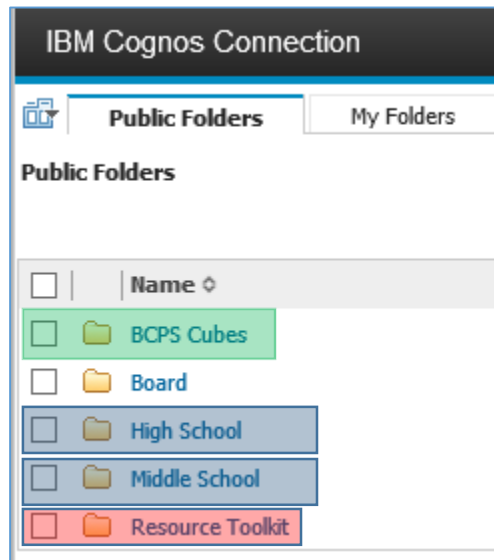 IBM Cognos Connection
Public Folders My Folders
Public Folders
Name
BCPS Cubes
Board
High School
Middle School
Resource Toolkit